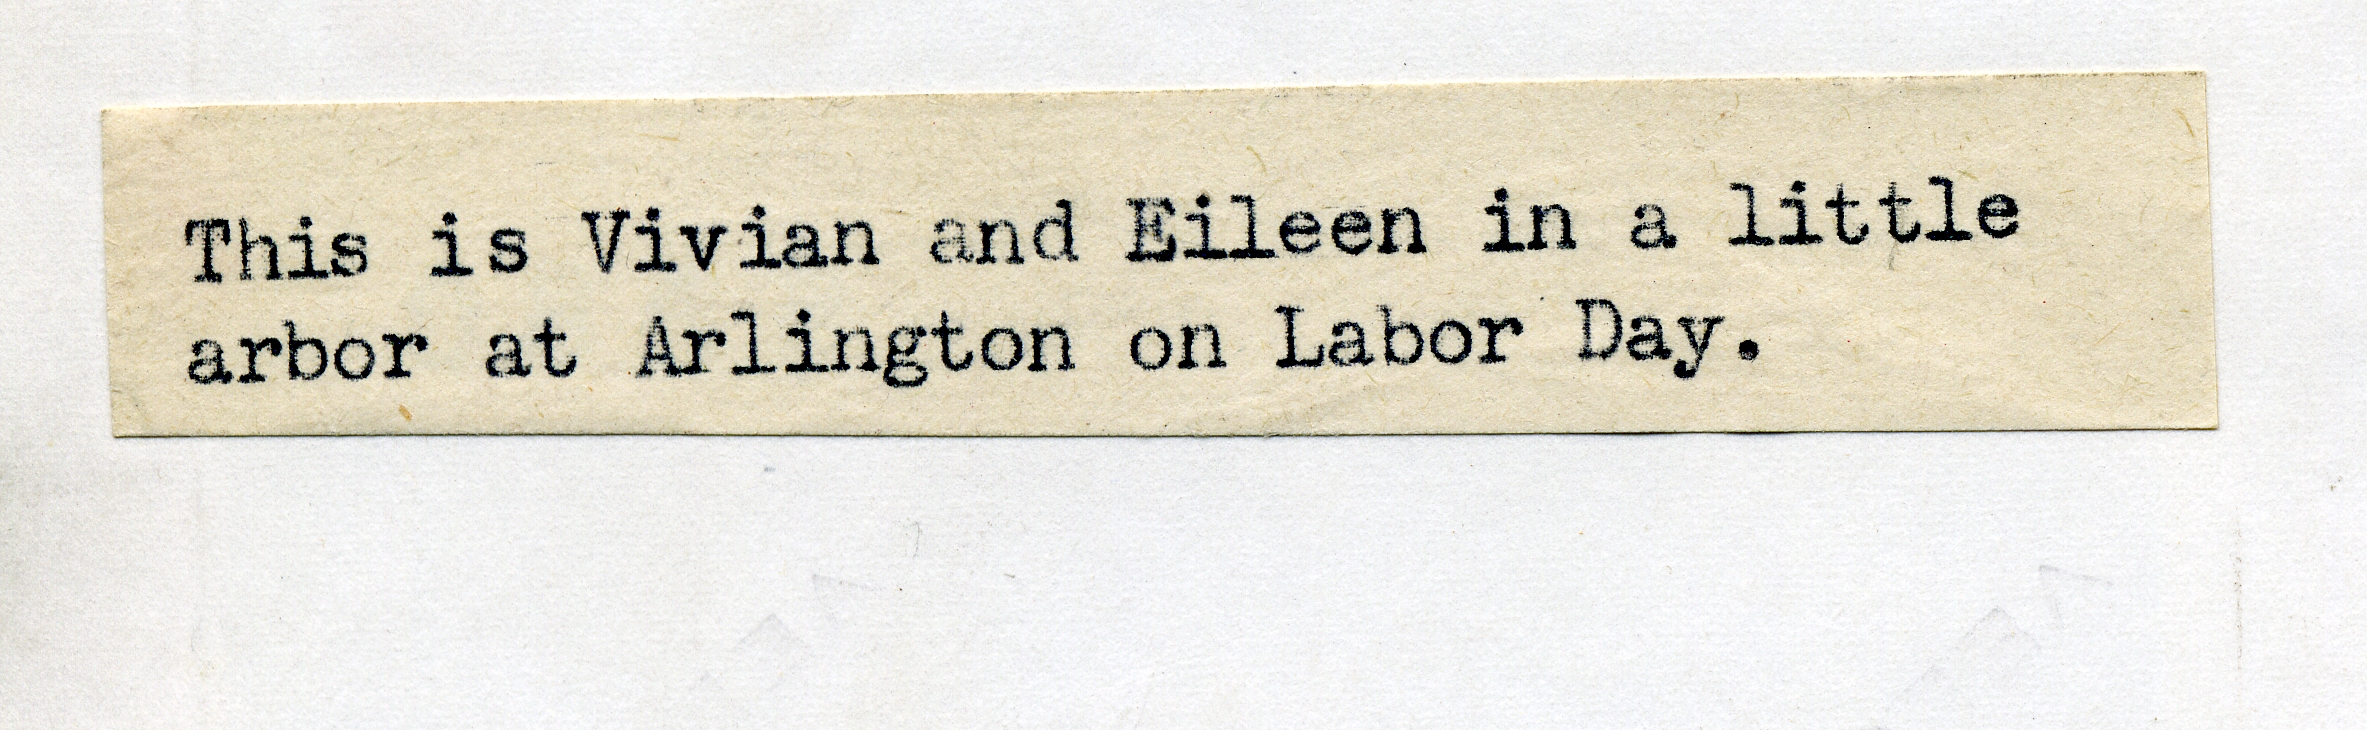 This is Vivian and Eileen in a little
arbor at Arlington on Labor Day.